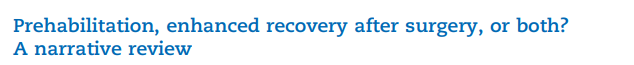 Prehabilitation, enhanced recovery after surgery, or both?
A narrative review